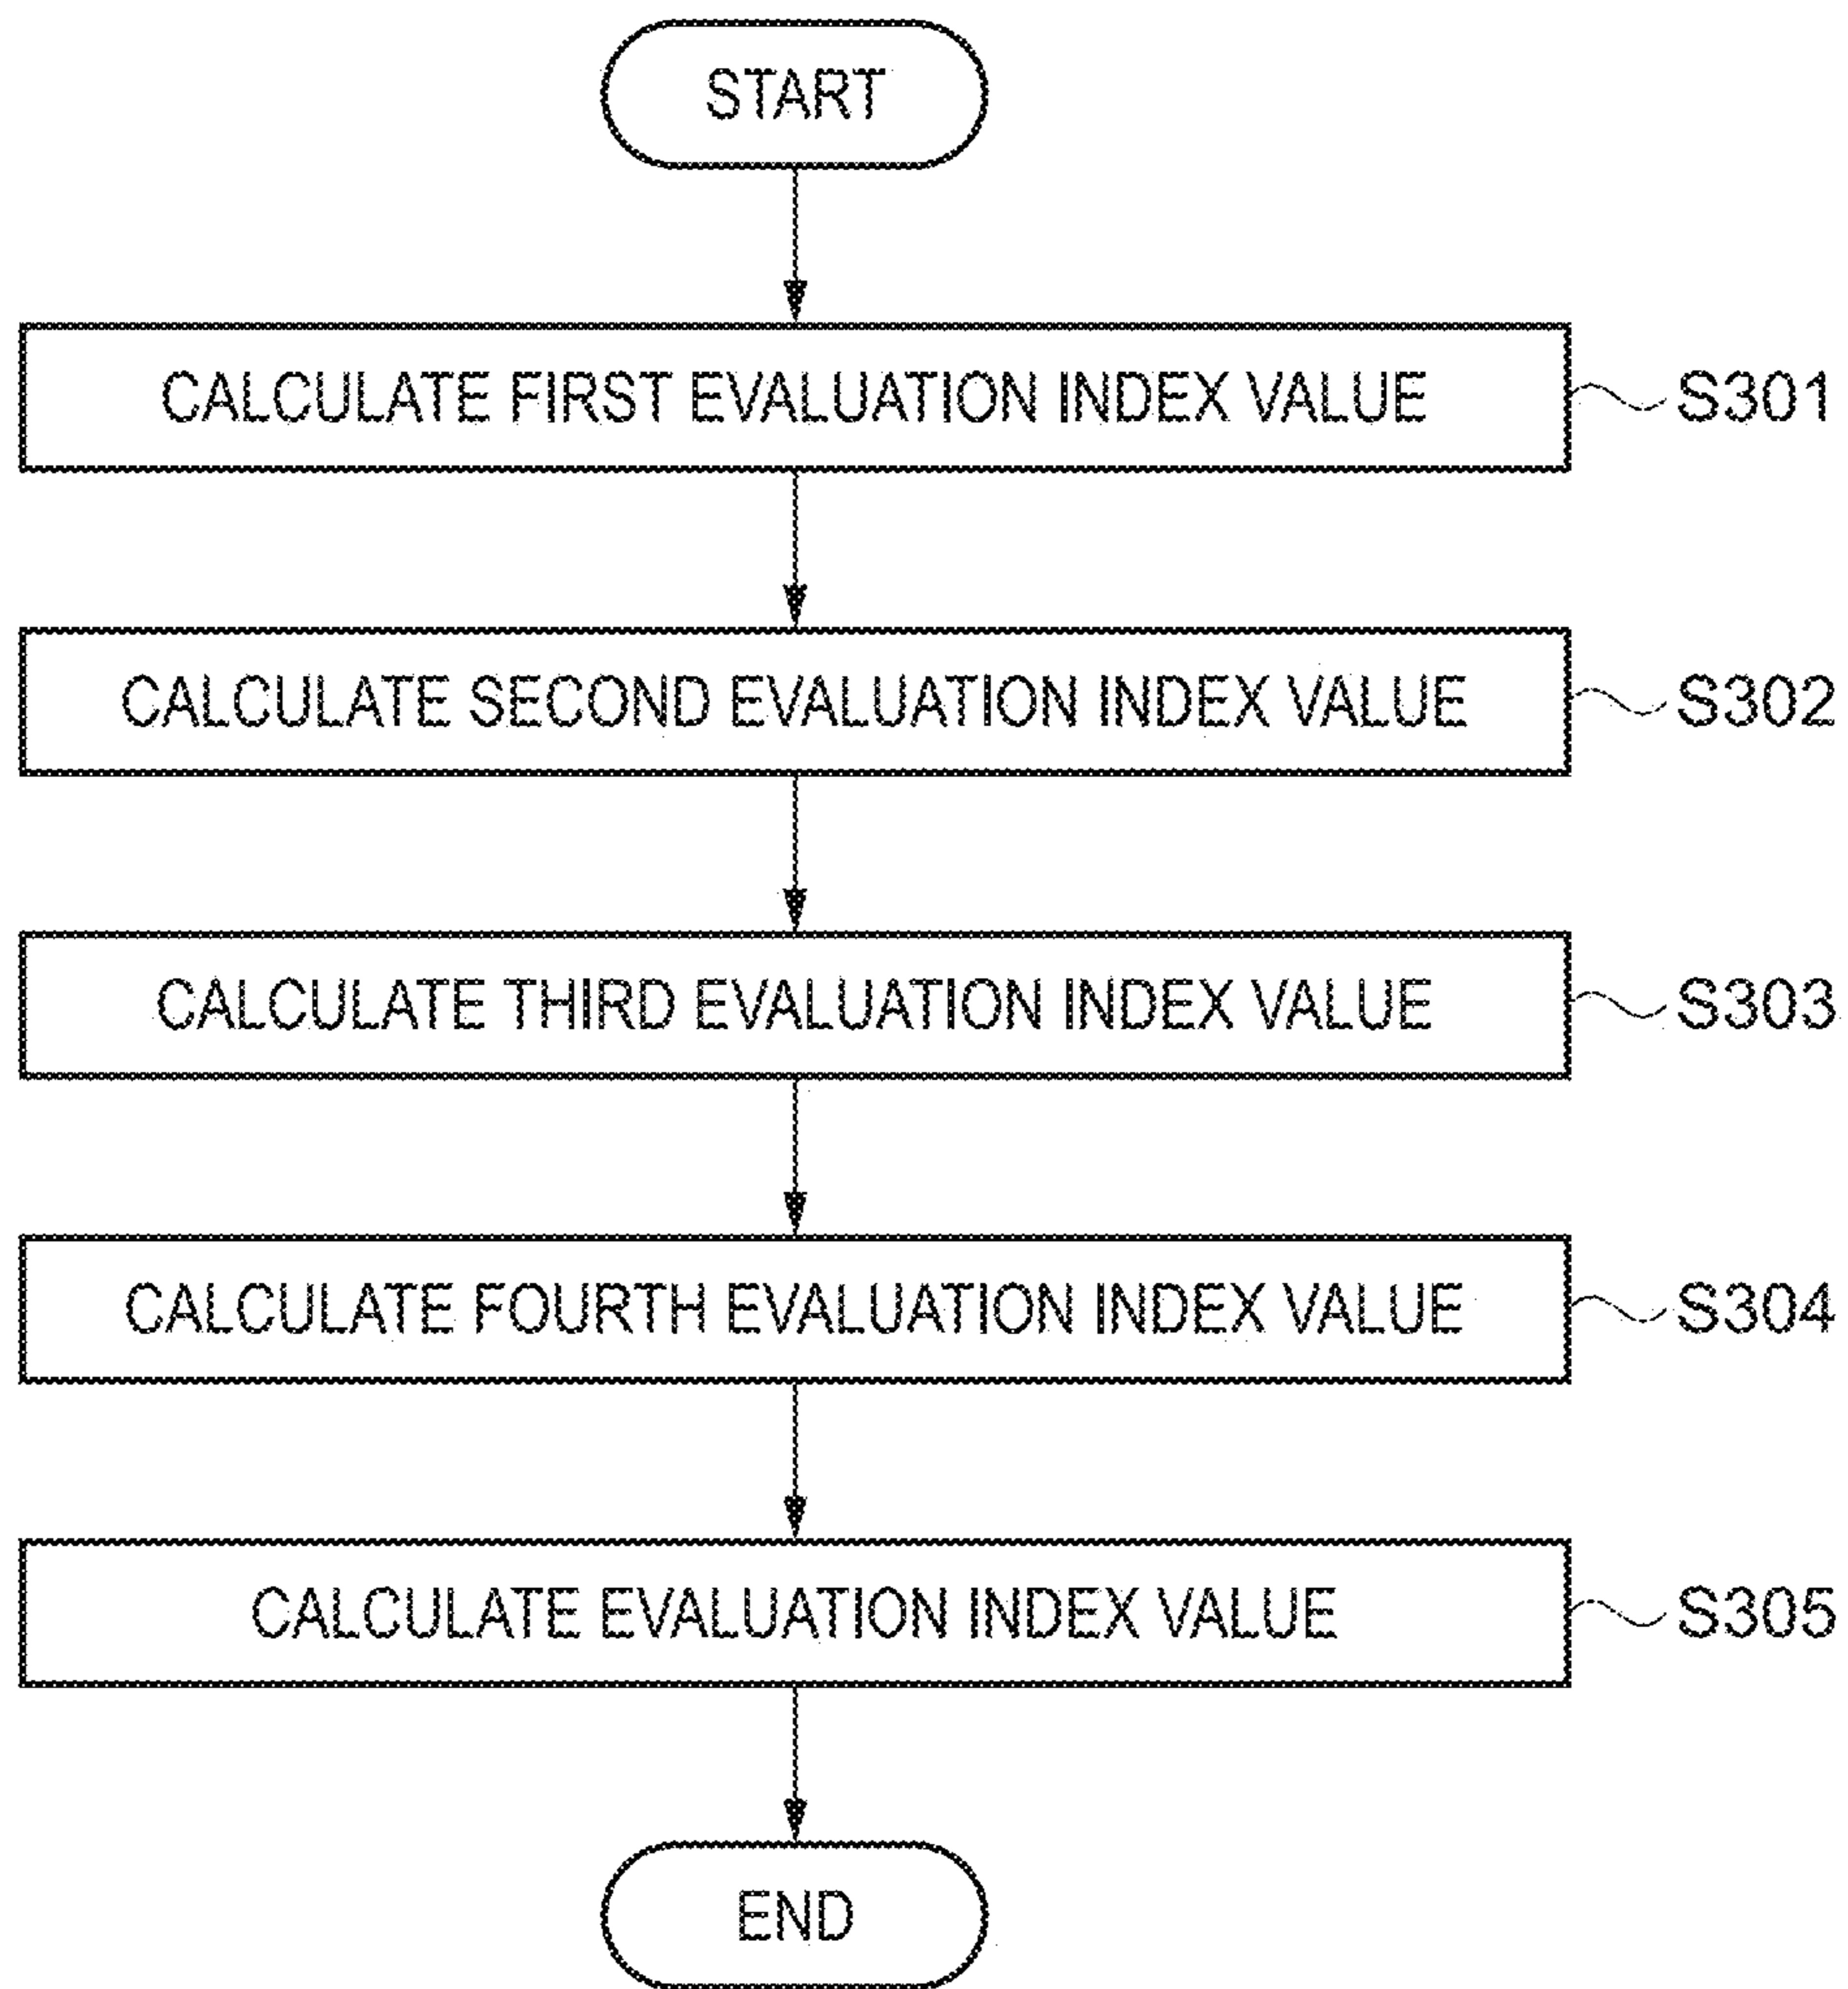 START
CALCULATE FIRST EVALUATION INDEX VALUE S301
CALCULATE SECOND EVALUATION INDEX VALUE S302
CALCULATE THIRD EVALUATION INDEX VALUE S303
CALCULATE FOURTH EVALUATION INDEX VALUE S304
CALCULATE EVALUATION INDEX VALUE S305
END